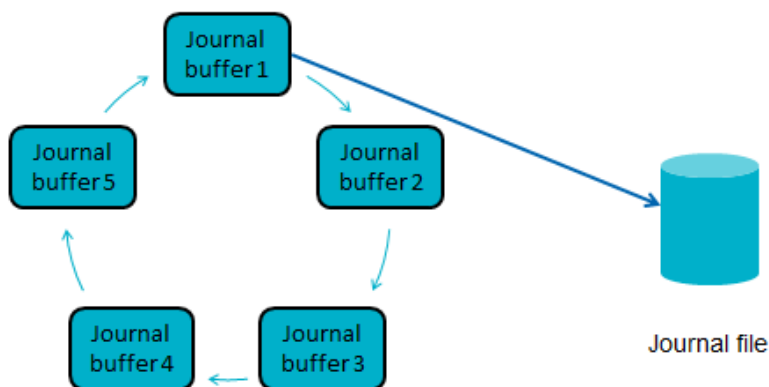 Journal
buffer 1
Journal
buffer 5
Journal
buffer 2
Journal
buffer 4
Journal
buffer 3
Journal file